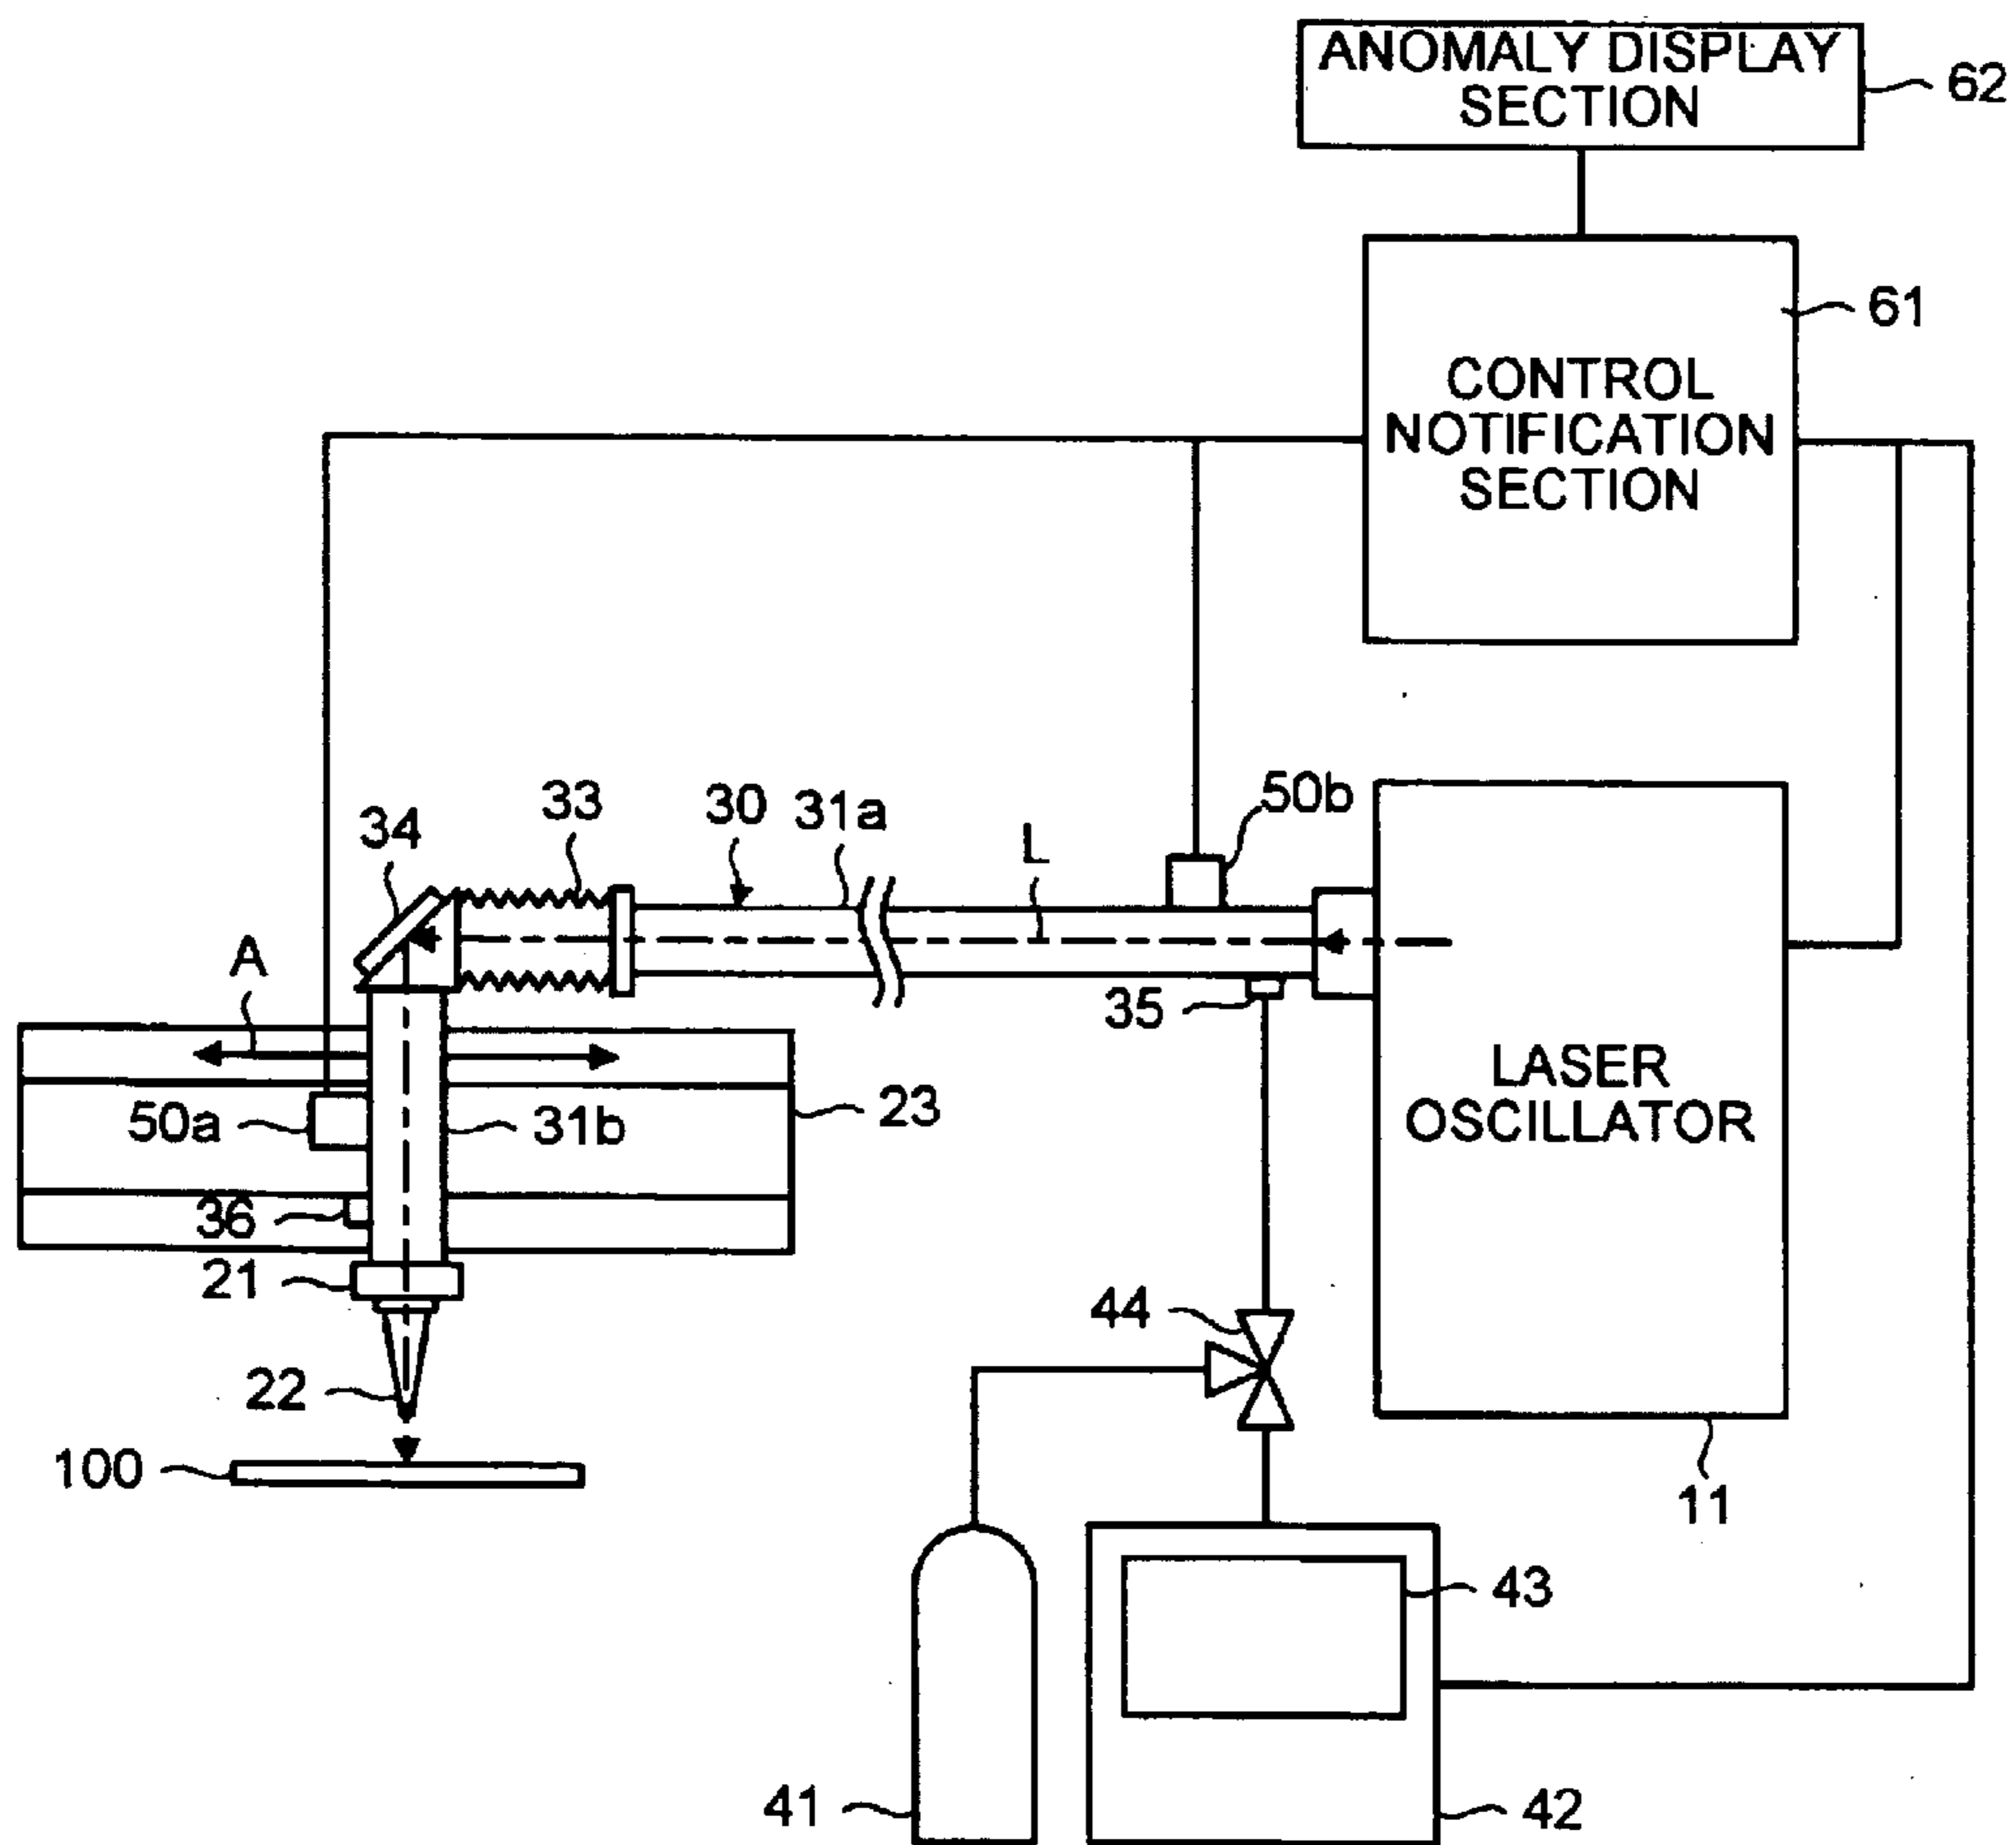 ANOMALY DISPLAY
SECTION
62
61
CONTROL
NOTIFICATION
SECTION
50b
33
30
31a
34
L
A
35
LASER
OSCILLATOR
23
50a
31b
36
21
44
22
100
11
43
41
42